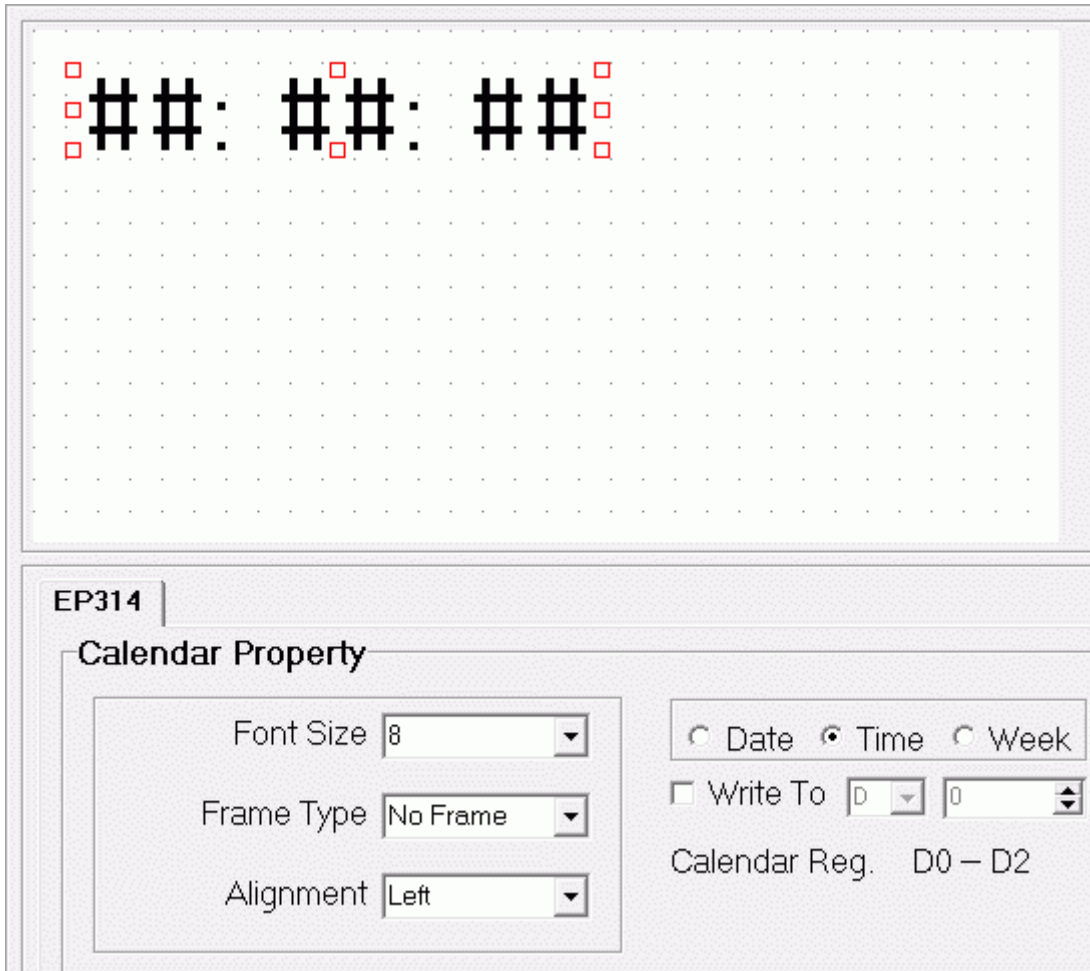 ##: ##: ##
EP314
Calendar Property
Font Size 8
Date Time Week
Frame Type No Frame
Write To D 0
Alignment Left
Calendar Reg. D0 – D2